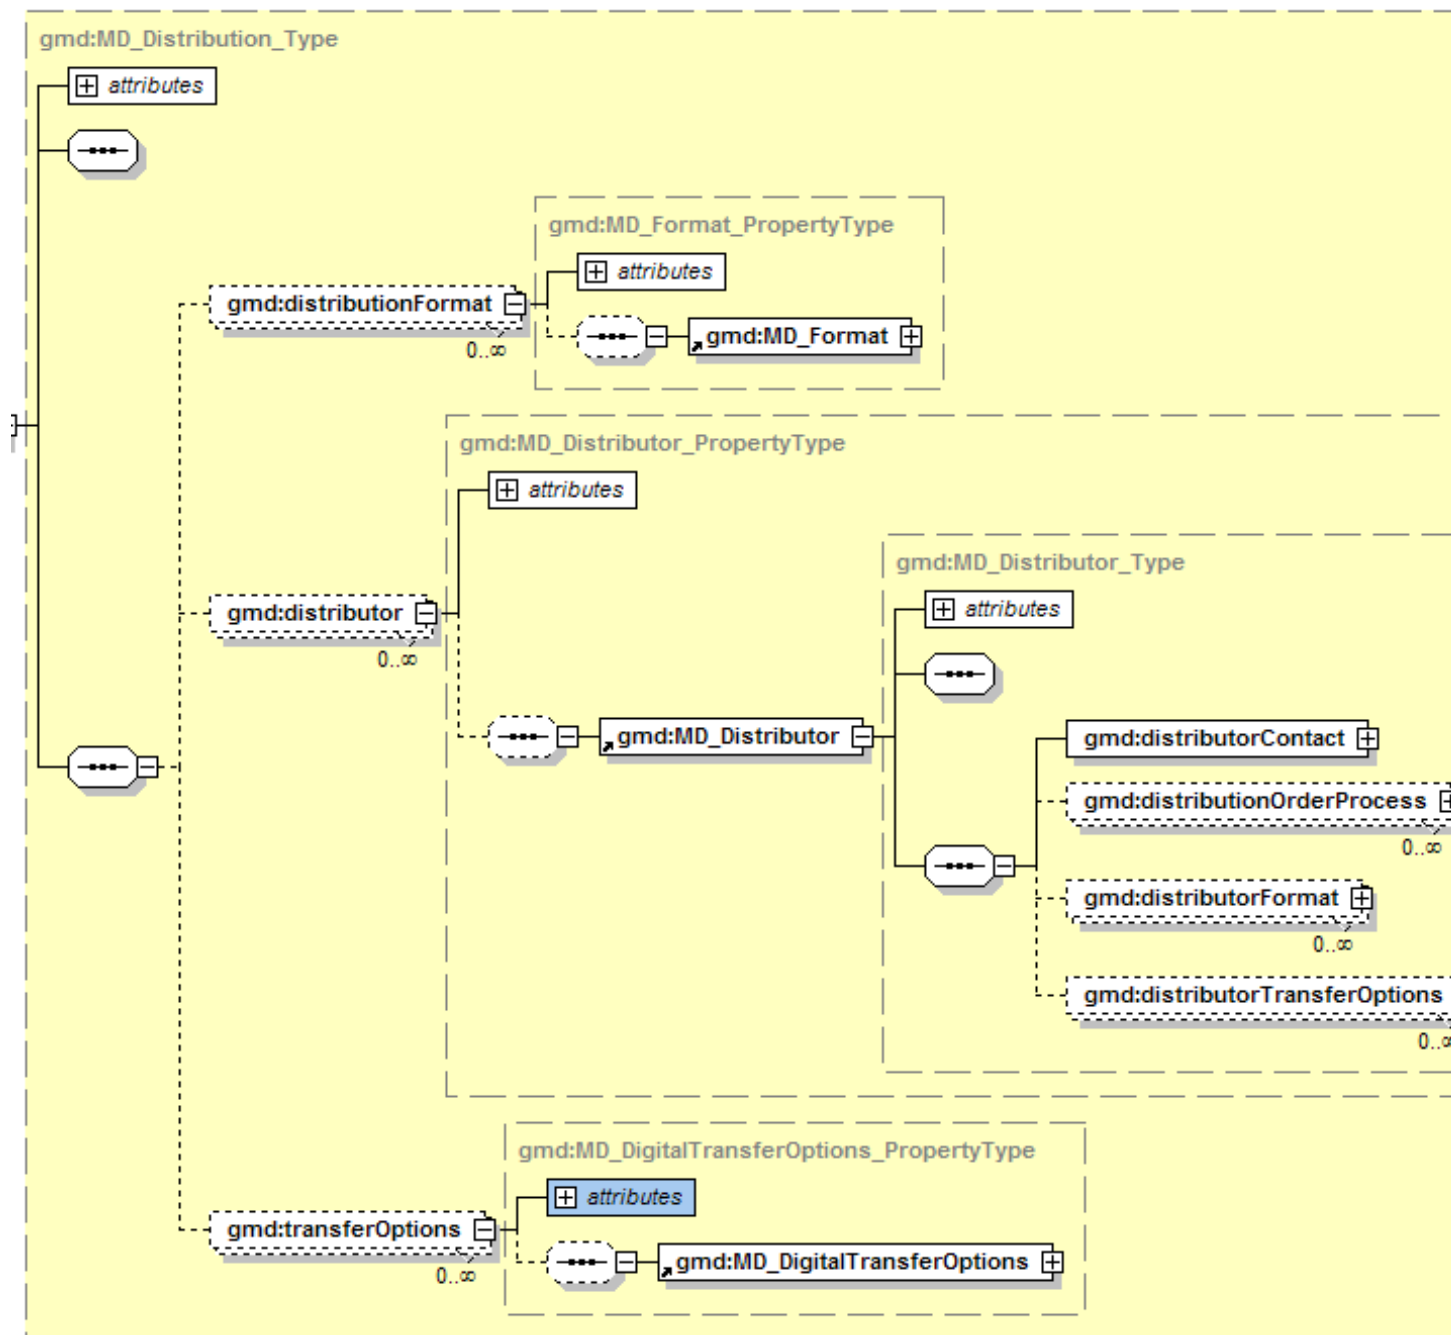 gmd:MD_Distribution_Type
attributes
gmd:MD_Format_PropertyType
attributes
gmd:distributionFormat
0..∞
gmd:MD_Format
gmd:MD_Distributor_PropertyType
attributes
gmd:MD_Distributor_Type
attributes
gmd:distributor
0..∞
gmd:MD_Distributor
gmd:distributorContact
gmd:distributionOrderProcess
0..∞
gmd:distributorFormat
0..∞
gmd:distributorTransferOptions
0..∞
gmd:MD_DigitalTransferOptions_PropertyType
attributes
gmd:transferOptions
0..∞
gmd:MD_DigitalTransferOptions